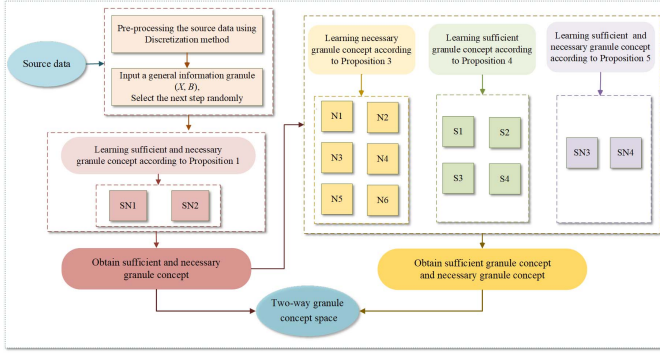 Source data
Pre-processing the source data using
Discretization method
Input a general information granule
(X, B),
Select the next step randomly
Learning sufficient and necessary
granule concept according to Proposition 1
SN1
SN2
Obtain sufficient and necessary
granule concept
Learning necessary
granule concept according
to Proposition 3
N1
N2
N3
N4
N5
N6
Learning sufficient
granule concept according
to Proposition 4
S1
S2
S3
S4
Learning sufficient and
necessary granule concept
according to Proposition 5
SN3
SN4
Obtain sufficient granule concept
and necessary granule concept
Two-way granule
concept space